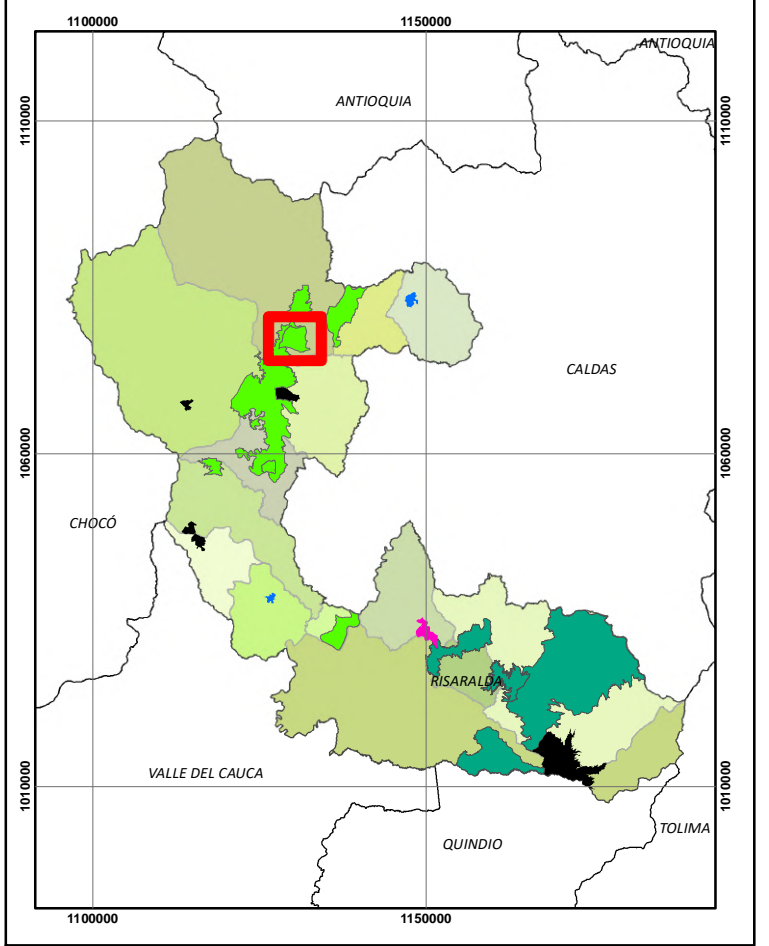 1100000 1150000
ANTIOQUIA
ANTIOQUIA
1110000 1110000
CALDAS
1060000 1060000
CHOCÓ
RISARALDA
VALLE DEL CAUCA
1010000 1010000
TOLIMA
QUINDIO
1100000 1150000